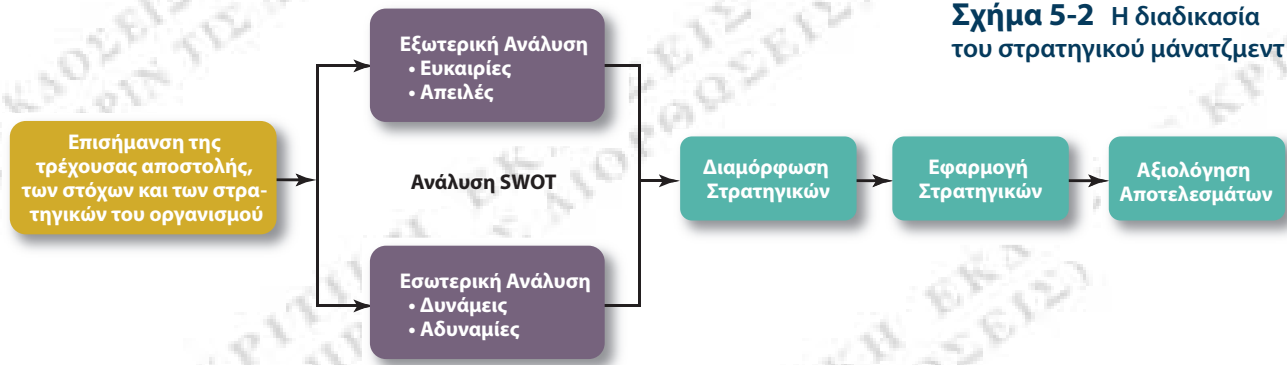 Σχήμα 5-2 Η διαδικασία
του στρατηγικού μάνατζμεντ
Επισήμανση της
τρέχουσας αποστολής,
των στόχων και των στρα-
τηγικών του οργανισμού
Εξωτερική Ανάλυση
• Ευκαιρίες
• Απειλές
Ανάλυση SWOT
Εσωτερική Ανάλυση
• Δυνάμεις
• Αδυναμίες
Διαμόρφωση
Στρατηγικών
Εφαρμογή
Στρατηγικών
Αξιολόγηση
Αποτελεσμάτων